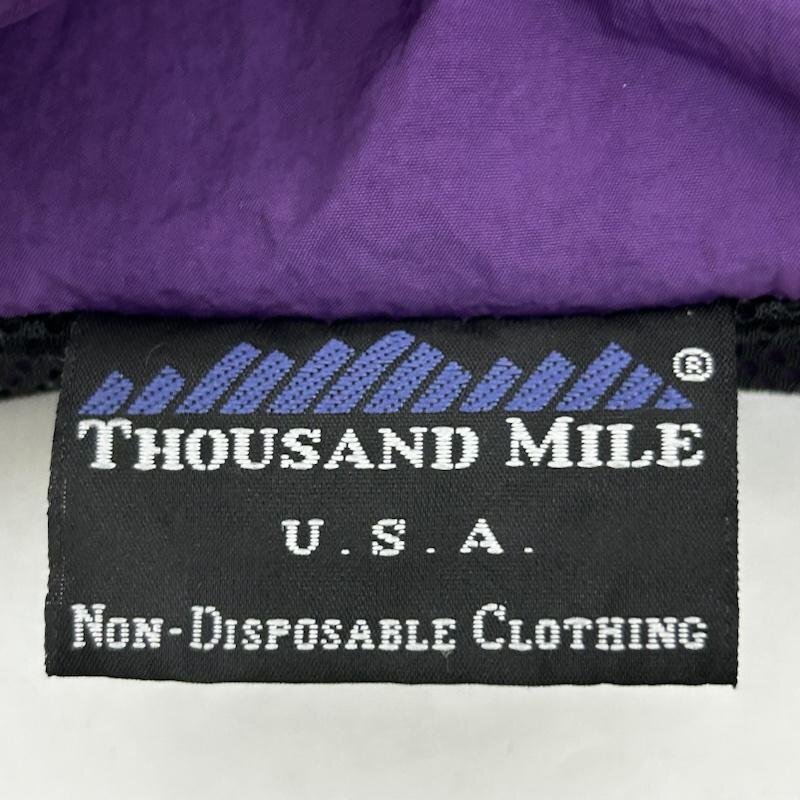 ®
THOUSAND MILE
U.S.A.
NON-DISPOSABLE CLOTHING